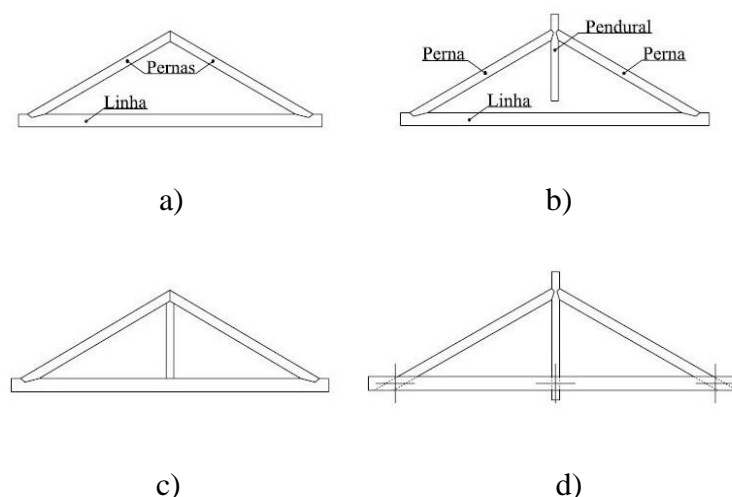 Pernas
Linha
a)
Pendural
Perna
Perna
Linha
b)
c)
d)